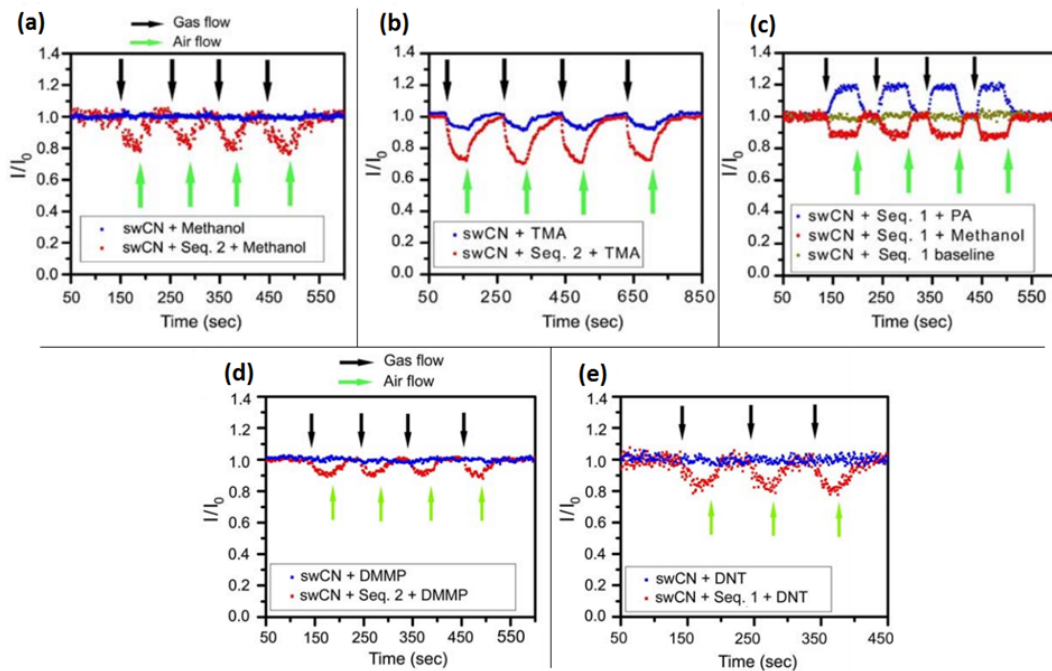 (a)
Gas flow
Air flow
1.4
1.2
1.0
0.8
0.6
0.4
0.2
0.0
I/I0
swCN + Methanol
swCN + Seq. 2 + Methanol
50 150 250 350 450 550
Time (sec)
(b)
1.4
1.2
1.0
0.8
0.6
0.4
0.2
0.0
I/I0
swCN + TMA
swCN + Seq. 2 + TMA
50 250 450 650 850
Time (sec)
(c)
1.4
1.2
1.0
0.8
0.6
0.4
0.2
0.0
I/I0
swCN + Seq. 1 + PA
swCN + Seq. 1 + Methanol
swCN + Seq. 1 baseline
50 150 250 350 450 550
Time (sec)
(d)
Gas flow
Air flow
1.4
1.2
1.0
0.8
0.6
0.4
0.2
0.0
I/I0
swCN + DMMP
swCN + Seq. 2 + DMMP
50 150 250 350 450 550
Time (sec)
(e)
1.4
1.2
1.0
0.8
0.6
0.4
0.2
0.0
I/I0
swCN + DNT
swCN + Seq. 1 + DNT
50 150 250 350 450
Time (sec)